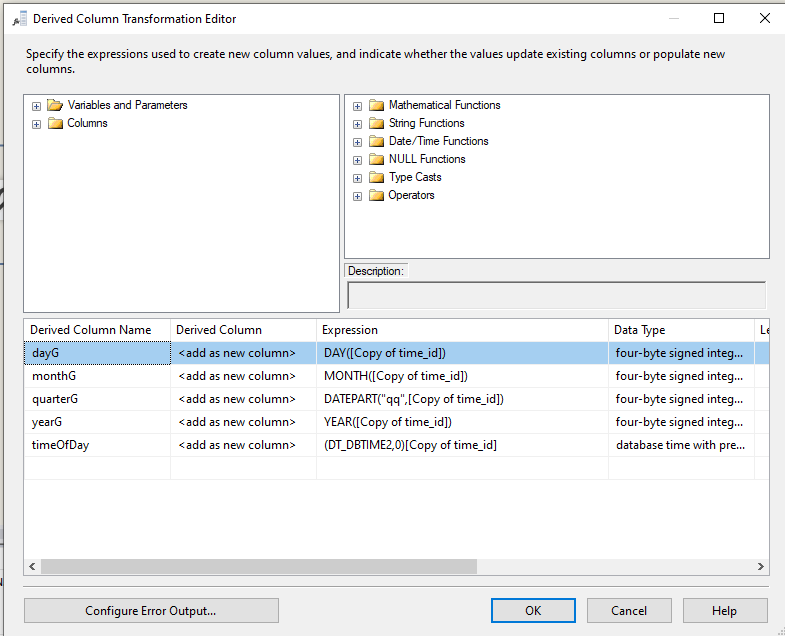 Derived Column Transformation Editor
Specify the expressions used to create new column values, and indicate whether the values update existing columns or populate new
columns.
Variables and Parameters
Columns
Mathematical Functions
String Functions
Date/Time Functions
NULL Functions
Type Casts
Operators
Description:
Derived Column Name Derived Column Expression Data Type Le
dayG <add as new column> DAY([Copy of time_id]) four-byte signed integ...
monthG <add as new column> MONTH([Copy of time_id]) four-byte signed integ...
quarterG <add as new column> DATEPART("qq",[Copy of time_id]) four-byte signed integ...
yearG <add as new column> YEAR([Copy of time_id]) four-byte signed integ...
timeOfDay <add as new column> (DT_DBTIME2,0)[Copy of time_id] database time with pre...
Configure Error Output... OK Cancel Help